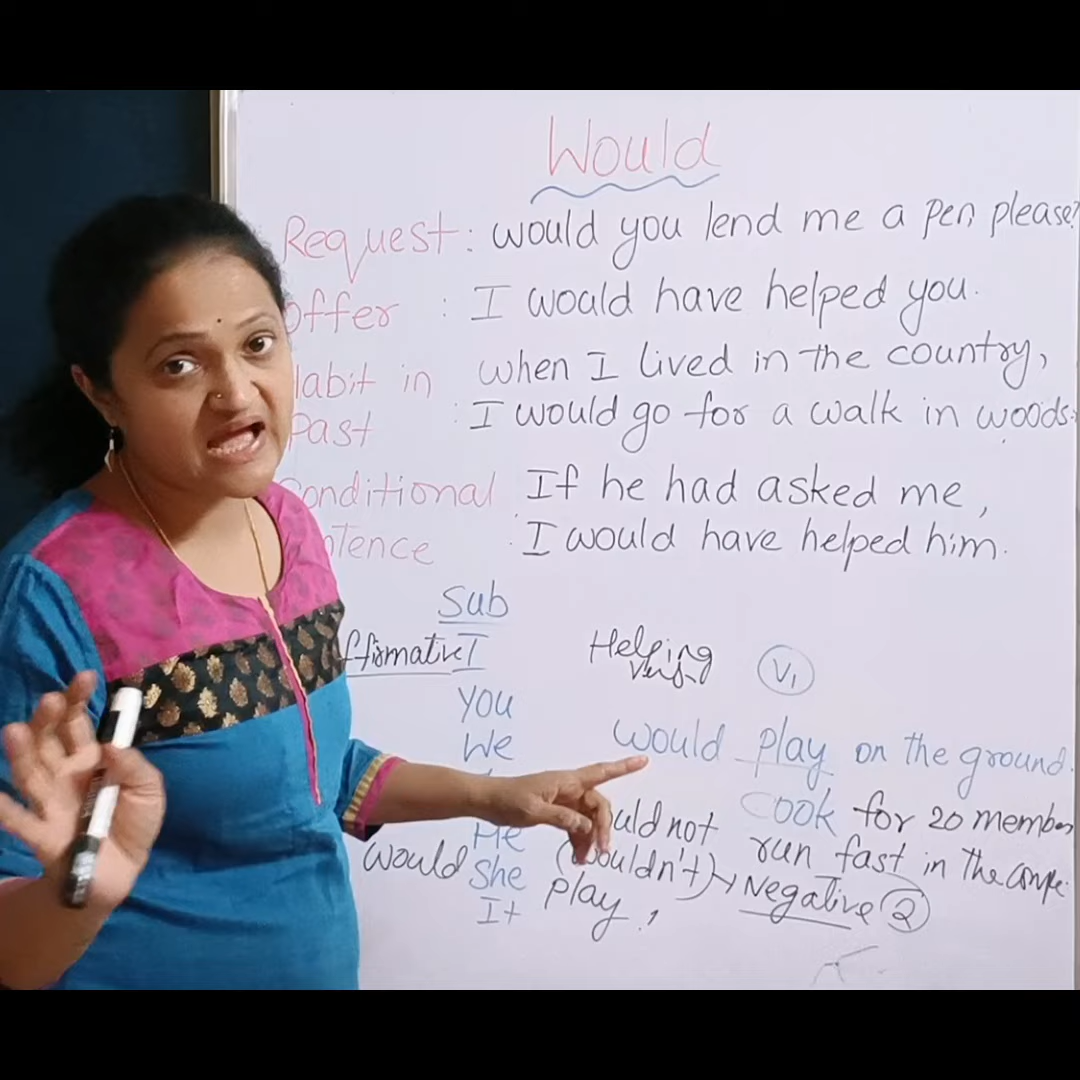 Would
Request: would you lend me a pen please?
offer : I would have helped you.
Habit in when I lived in the country,
Past : I would go for a walk in woods.
Conditional If he had asked me,
: I would have helped him.
Sub
ffirmative I Helping V1
Verb
You
We would play on the ground.
He ould not Cook for 20 members
would She (wouldn't) run fast in the
It play, Negative 2